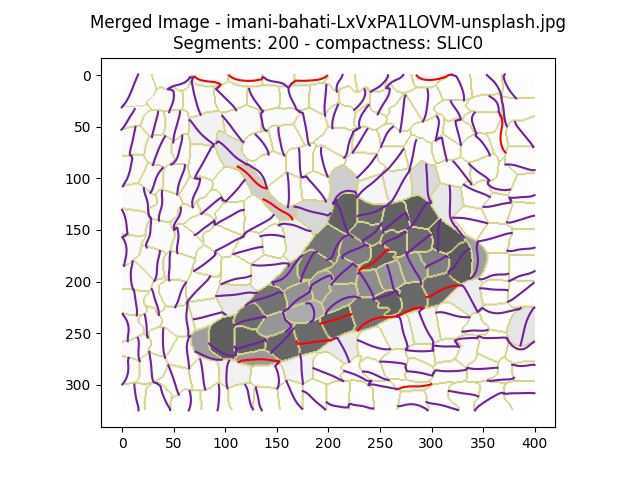 Merged Image - imani-bahati-LxVxPA1LOVM-unsplash.jpg
Segments: 200 - compactness: SLIC0
0
50
100
150
200
250
300
0 50 100 150 200 250 300 350 400